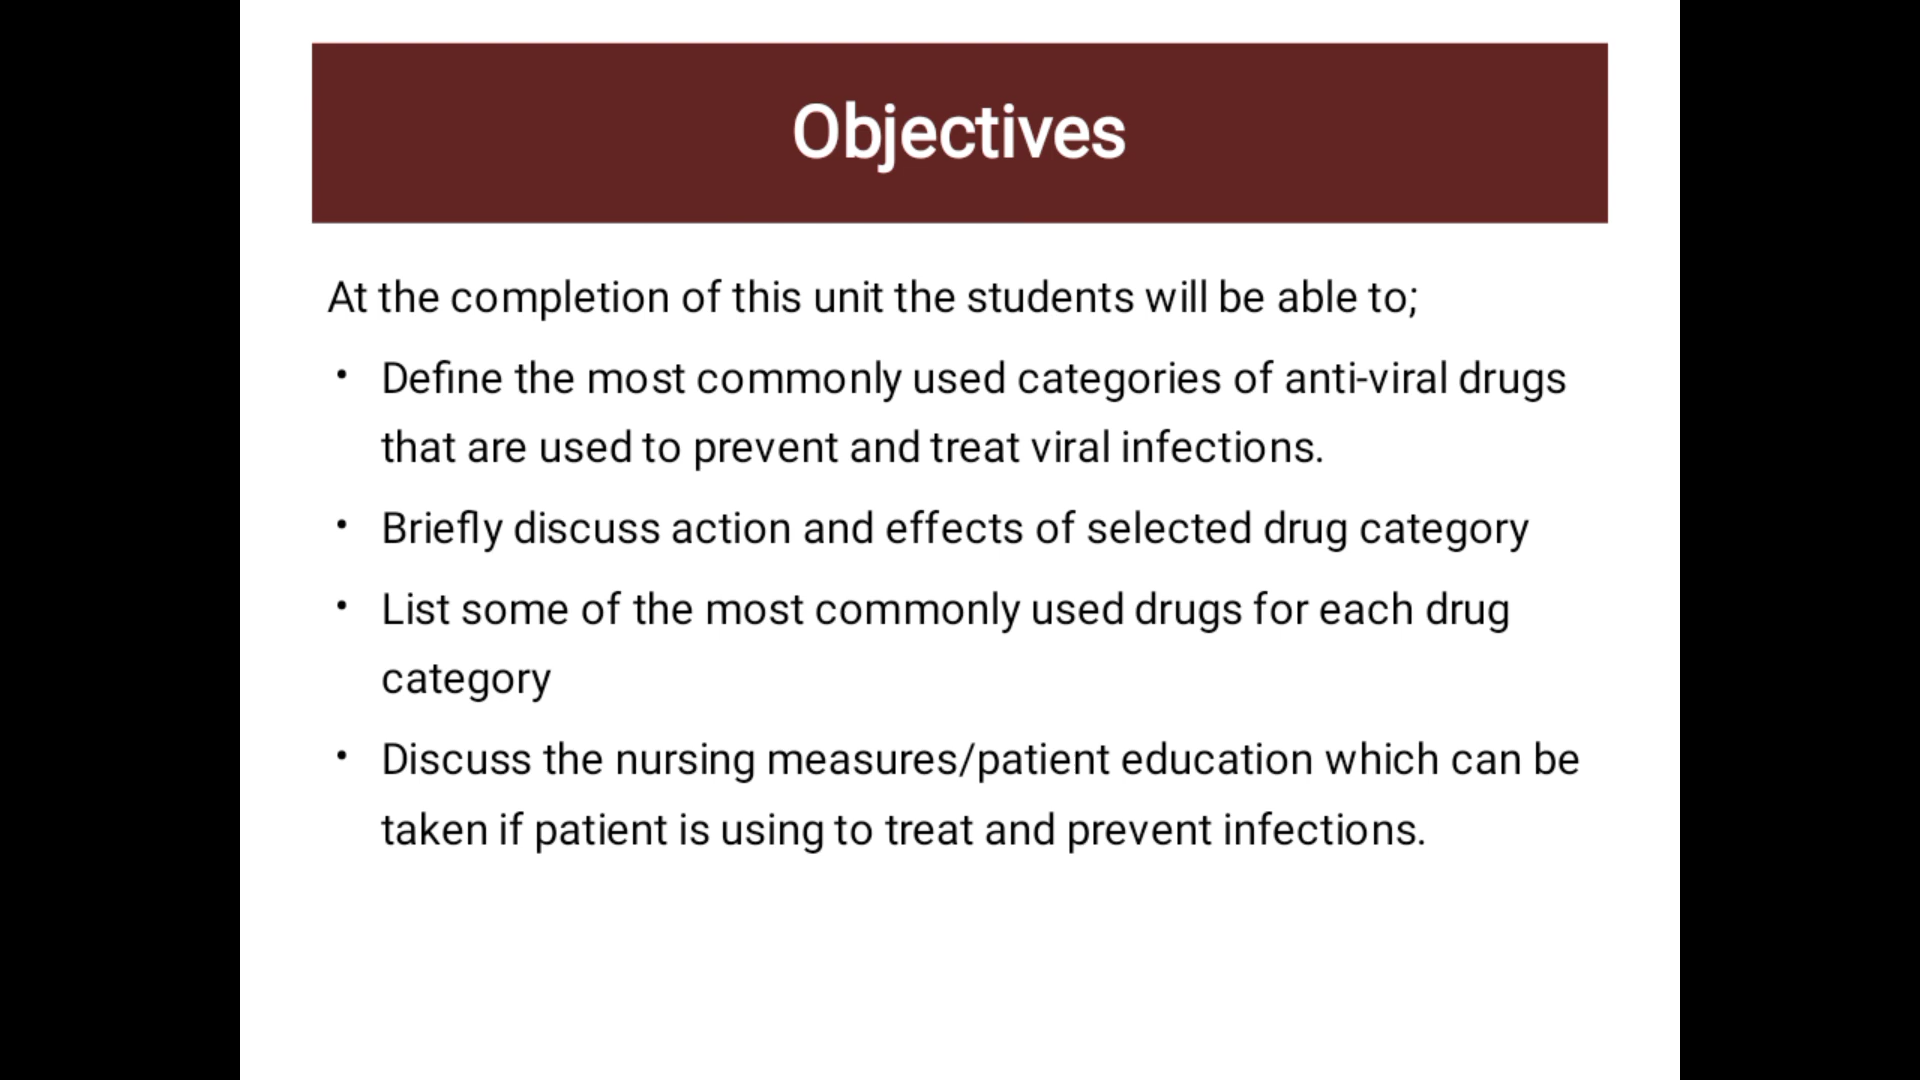 Objectives
At the completion of this unit the students will be able to;
• Define the most commonly used categories of anti-viral drugs
that are used to prevent and treat viral infections.
• Briefly discuss action and effects of selected drug category
• List some of the most commonly used drugs for each drug
category
• Discuss the nursing measures/patient education which can be
taken if patient is using to treat and prevent infections.